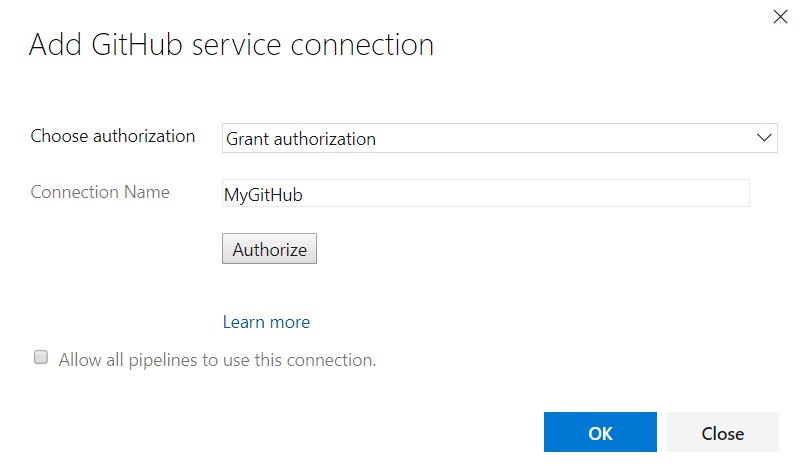 Add GitHub service connection
Choose authorization
Grant authorization
Connection Name
MyGitHub
Authorize
Learn more
Allow all pipelines to use this connection.
OK
Close